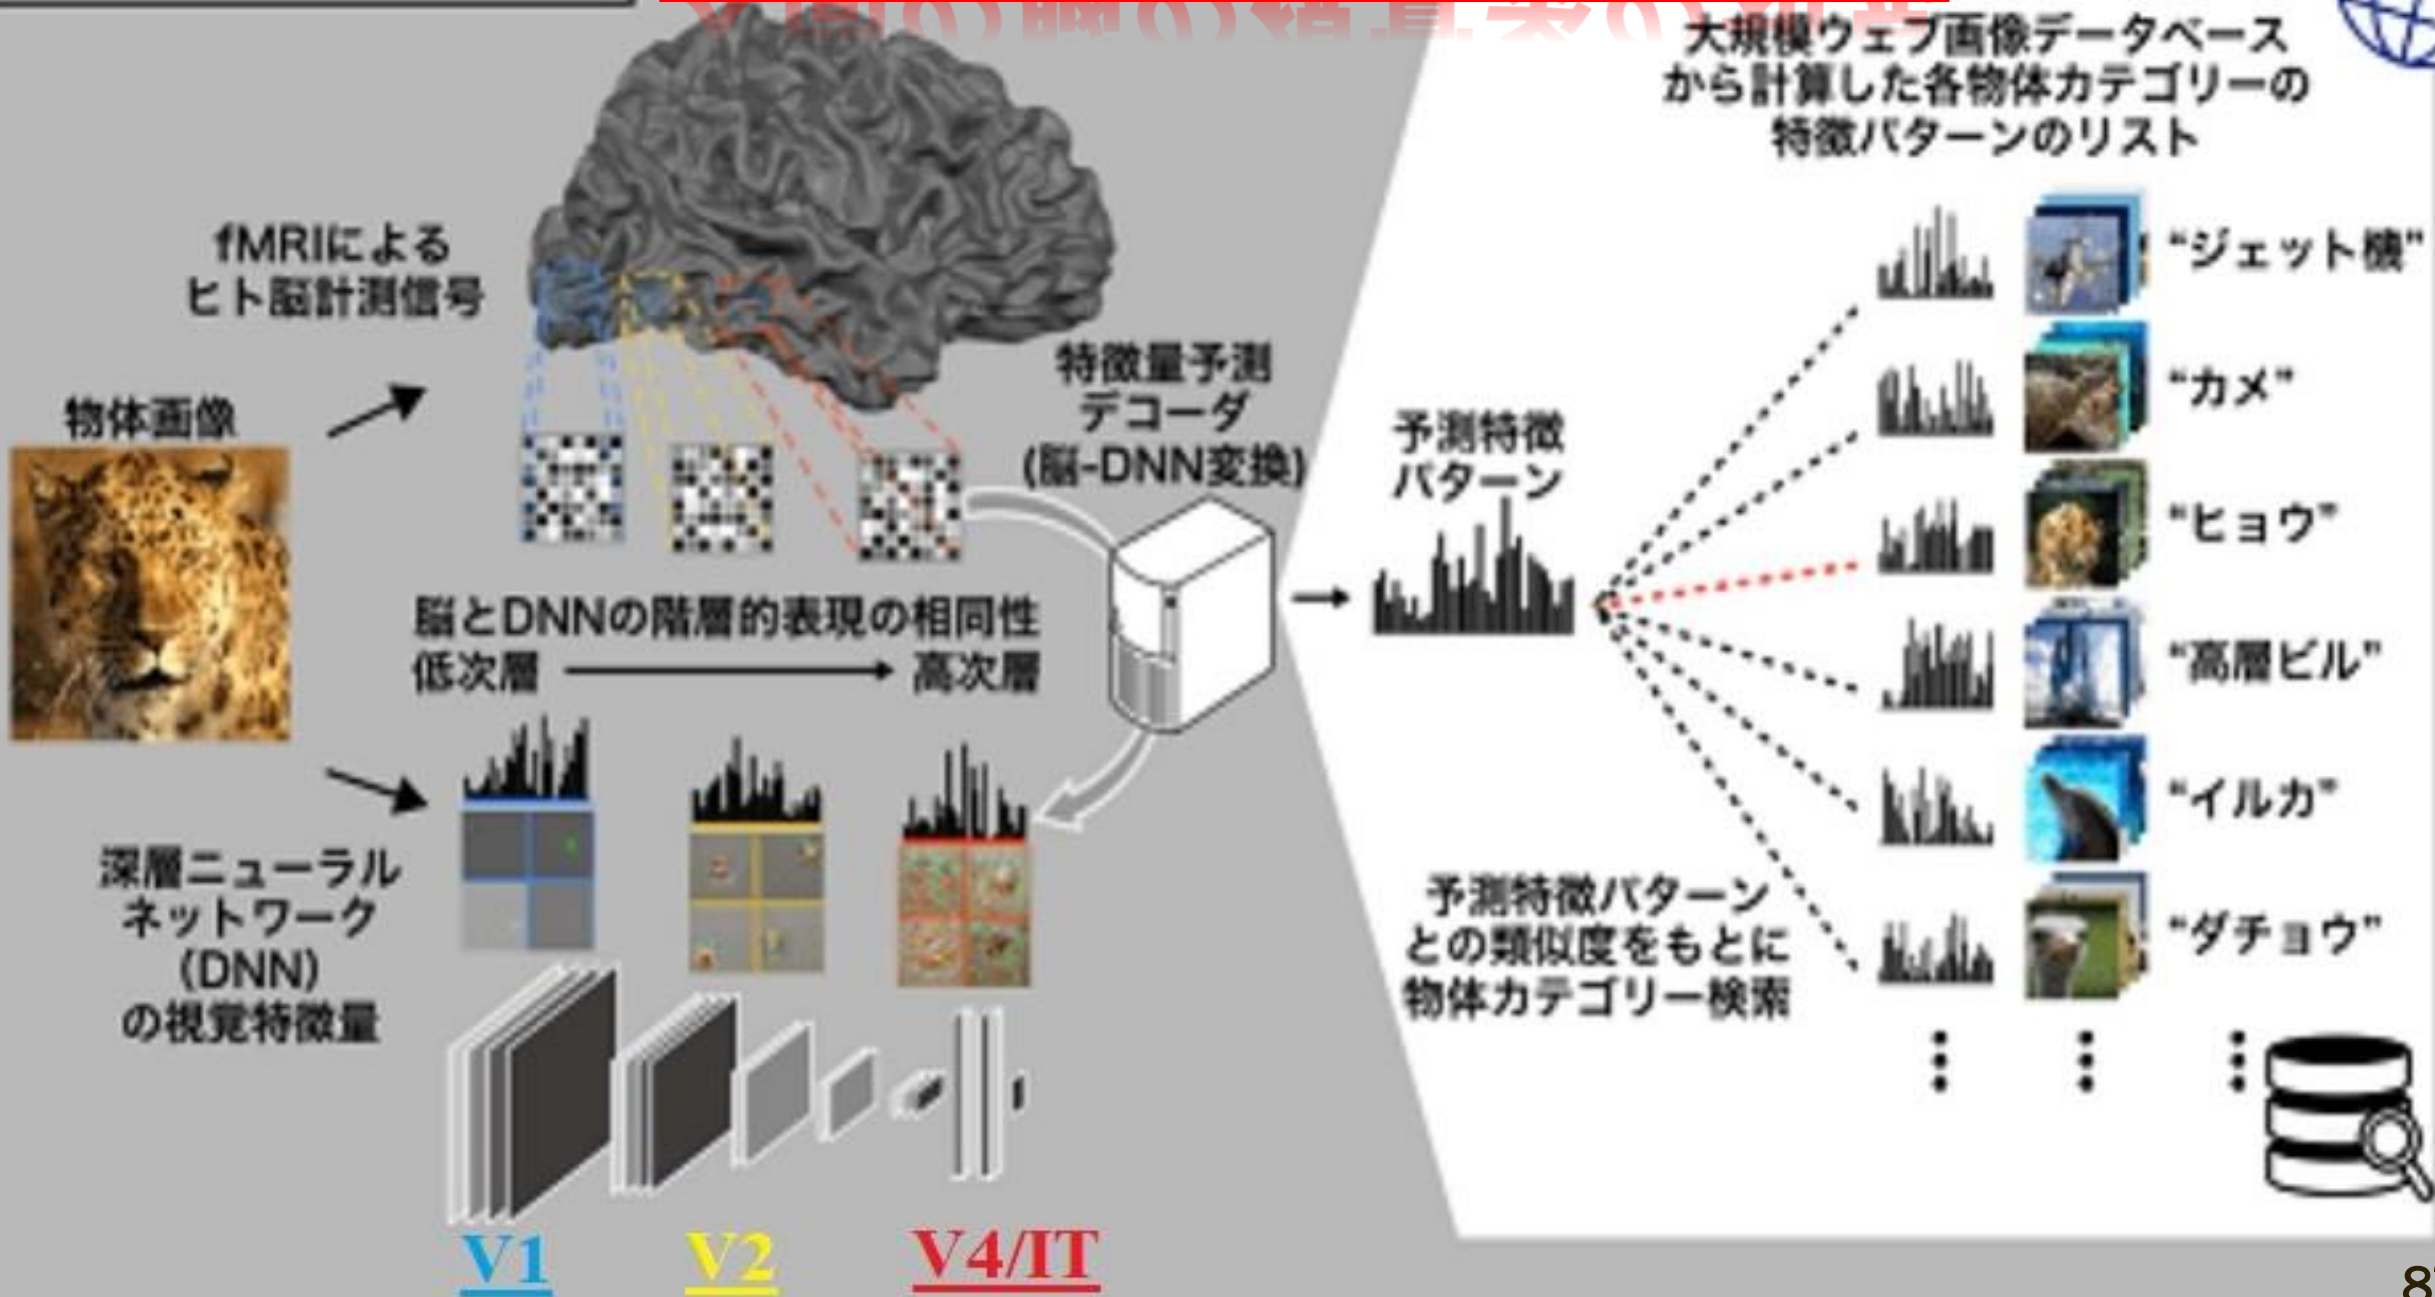 大規模ウェブ画像データベース
から計算した各物体カテゴリーの
特徴パターンのリスト
fMRIによる
ヒト脳計測信号
物体画像
特徴量予測
デコーダ
(脳-DNN変換)
脳とDNNの階層的表現の相同性
低次層
高次層
深層ニューラル
ネットワーク
(DNN)
の視覚特徴量
V1
V2
V4/IT
予測特徴
パターン
“ジェット機”
“カメ”
“ヒョウ”
“高層ビル”
“イルカ”
“ダチョウ”
予測特徴パターン
との類似度をもとに
物体カテゴリー検索